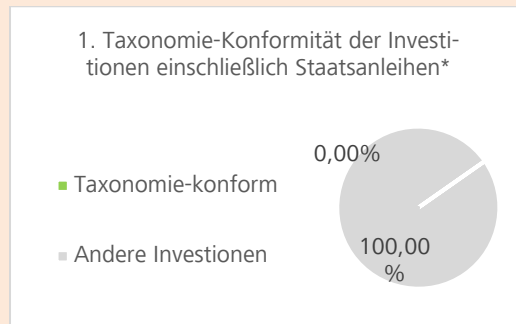 1. Taxonomie-Konformität der Investi-
tionen einschließlich Staatsanleihen*
0,00%
Taxonomie-konform
Andere Investionen
100,00
%